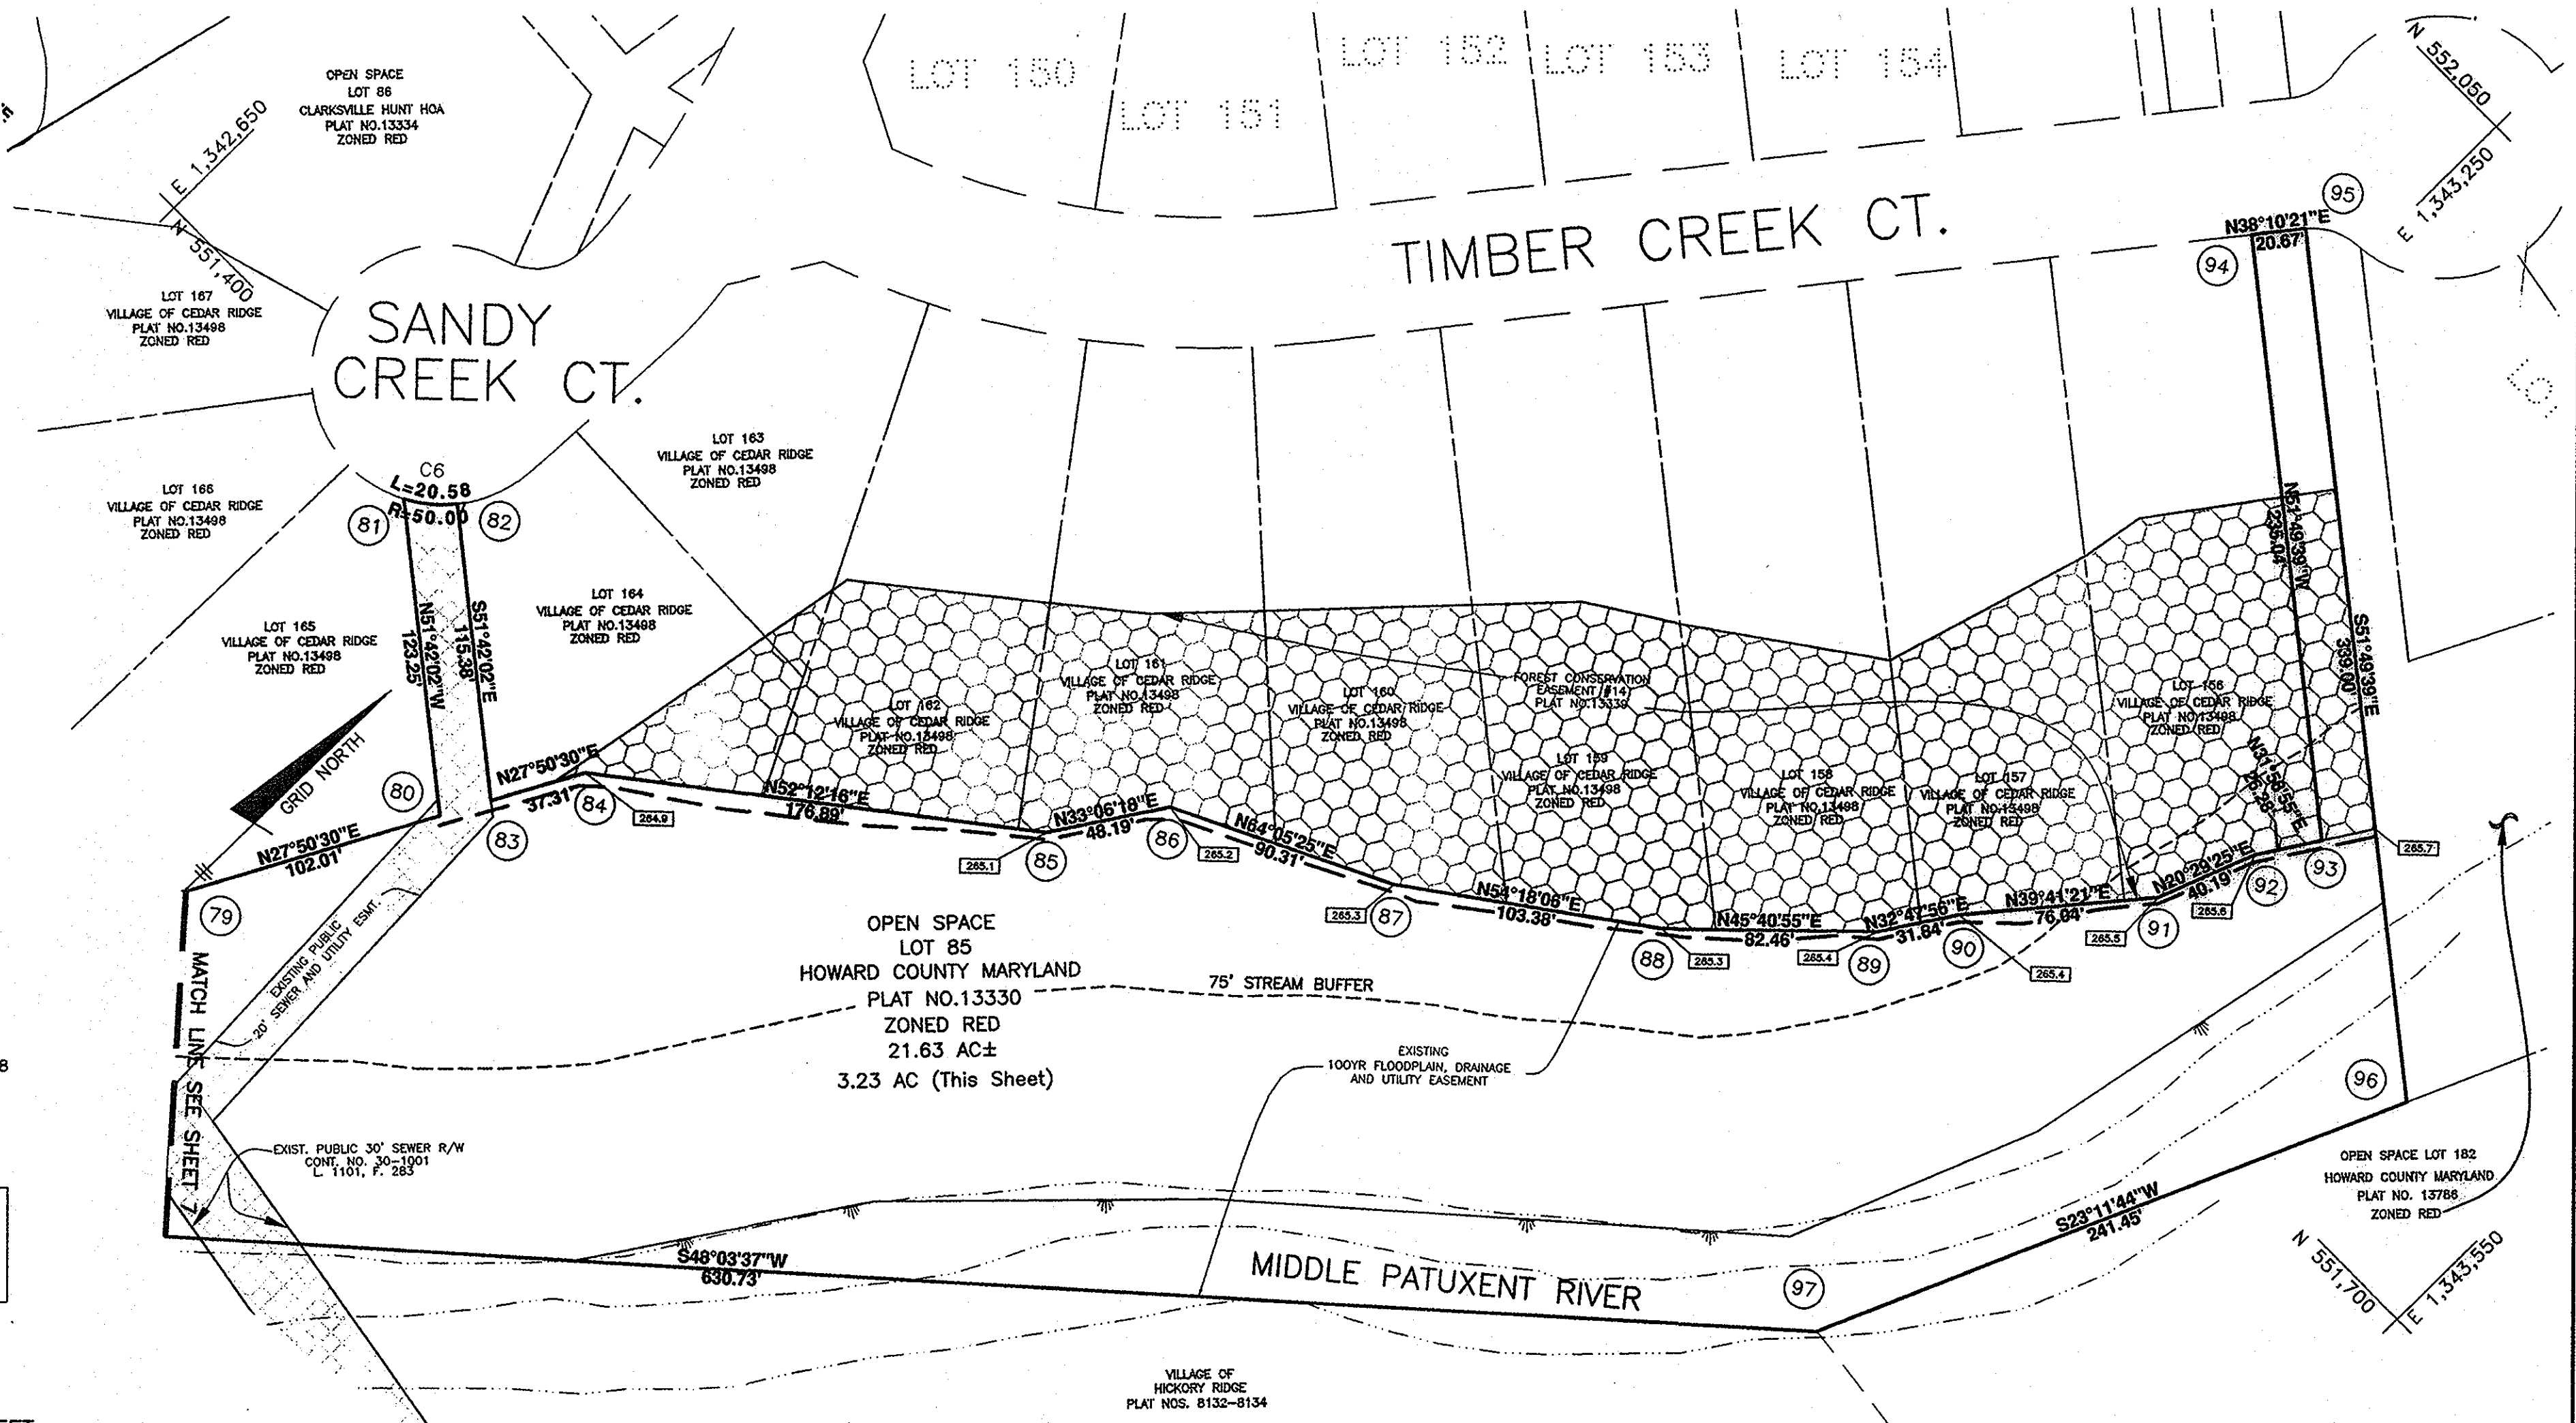 OPEN SPACE
LOT 86
CLARKSVILLE HUNT HOA
PLAT NO.13334
ZONED RED
E 1,342,650
N 551,400
LOT 150
LOT 151
LOT 152
LOT 153
LOT 154
N 552,050
E 1,343,250
TIMBER CREEK CT.
95
N38°10'21"E
20.67'
94
LOT 167
VILLAGE OF CEDAR RIDGE
PLAT NO.13498
ZONED RED
SANDY
CREEK CT.
LOT 163
VILLAGE OF CEDAR RIDGE
PLAT NO.13498
ZONED RED
C6
L=20.58
R=50.00
81
82
LOT 166
VILLAGE OF CEDAR RIDGE
PLAT NO.13498
ZONED RED
LOT 164
VILLAGE OF CEDAR RIDGE
PLAT NO.13498
ZONED RED
LOT 165
VILLAGE OF CEDAR RIDGE
PLAT NO.13498
ZONED RED
N51°42'02"W
123.25'
S51°42'02"E
115.38'
N51°49'39"W
235.04'
S51°49'39"E
339.00'
LOT 162
VILLAGE OF CEDAR RIDGE
PLAT NO.13498
ZONED RED
LOT 161
VILLAGE OF CEDAR RIDGE
PLAT NO.13498
ZONED RED
LOT 160
VILLAGE OF CEDAR RIDGE
PLAT NO.13498
ZONED RED
FOREST CONSERVATION
EASEMENT (#14)
PLAT NO.13339
LOT 159
VILLAGE OF CEDAR RIDGE
PLAT NO.13498
ZONED RED
LOT 158
VILLAGE OF CEDAR RIDGE
PLAT NO.13498
ZONED RED
LOT 157
VILLAGE OF CEDAR RIDGE
PLAT NO.13498
ZONED RED
LOT 156
VILLAGE OF CEDAR RIDGE
PLAT NO.13498
ZONED RED
GRID NORTH
80
N27°50'30"E
102.01'
79
83
N27°50'30"E
37.31'
84
264.9
N52°12'16"E
176.89'
265.1
85
N33°06'18"E
48.19'
86
265.2
N64°05'25"E
90.31'
265.3
87
N54°18'06"E
103.38'
88
265.3
N45°40'55"E
82.46'
265.4
89
N32°47'56"E
31.84'
90
265.4
N39°41'21"E
76.04'
265.5
91
N20°29'25"E
40.19'
265.6
92
93
265.7
EXISTING PUBLIC
20' SEWER AND UTILITY ESMT.
MATCH LINE SEE SHEET 7
OPEN SPACE
LOT 85
HOWARD COUNTY MARYLAND
PLAT NO.13330
ZONED RED
21.63 AC±
3.23 AC (This Sheet)
75' STREAM BUFFER
EXISTING
100YR FLOODPLAIN, DRAINAGE
AND UTILITY EASEMENT
EXIST. PUBLIC 30' SEWER R/W
CONT. NO. 30-1001
L. 1101, F. 283
96
OPEN SPACE LOT 182
HOWARD COUNTY MARYLAND
PLAT NO. 13786
ZONED RED
S23°11'44"W
241.45'
S48°03'37"W
630.73'
MIDDLE PATUXENT RIVER
97
N 551,700
E 1,343,550
VILLAGE OF
HICKORY RIDGE
PLAT NOS. 8132-8134